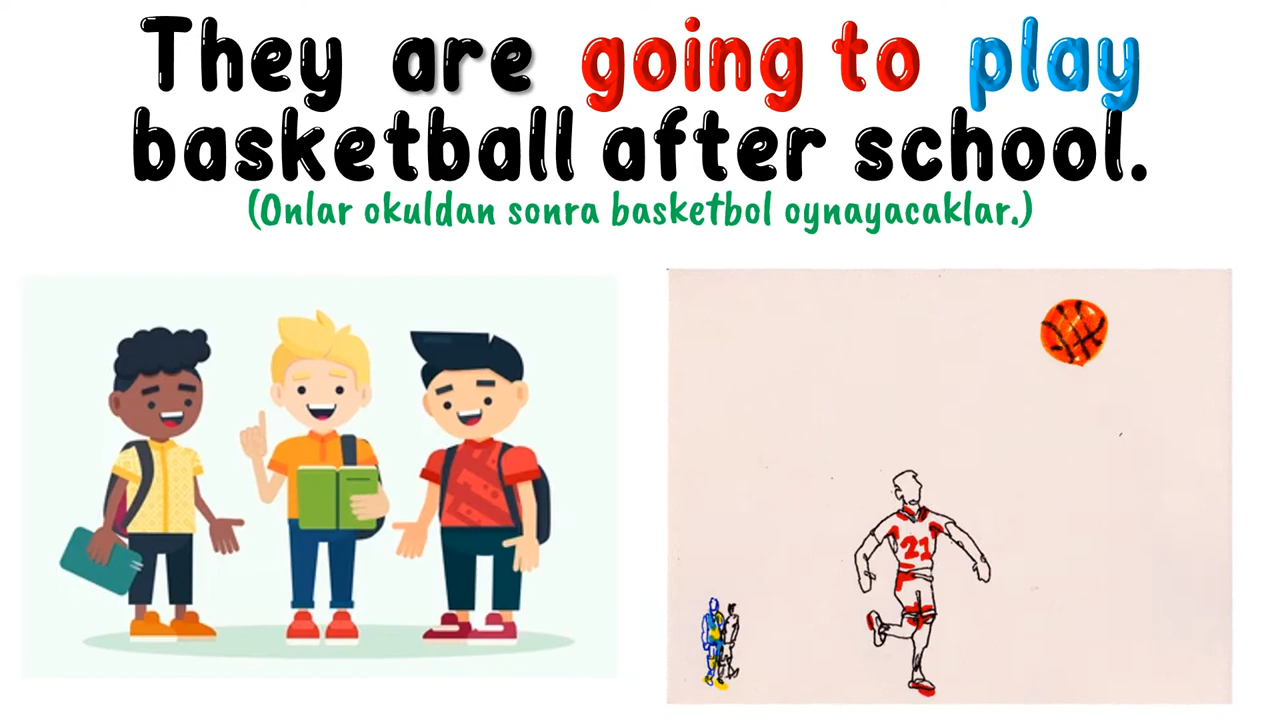 They are going to play
basketball after school.
(Onlar okuldan sonra basketbol oynayacaklar.)
21